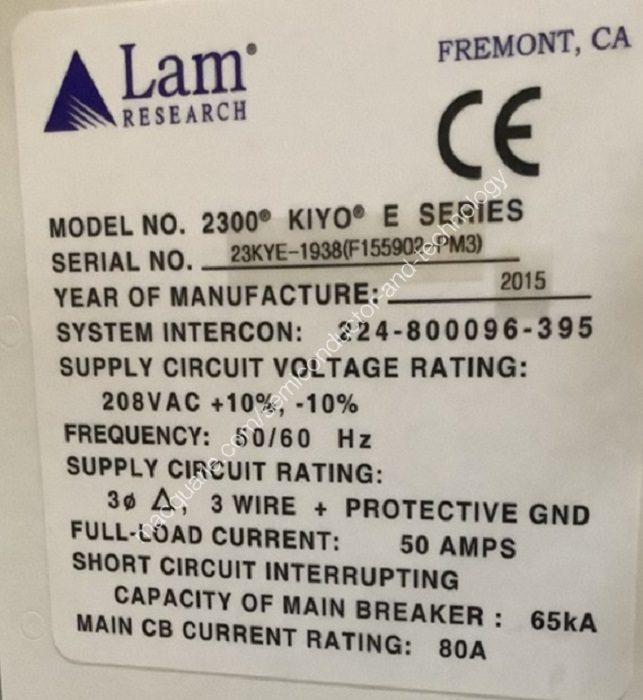 Lam®
RESEARCH
FREMONT, CA
CE
MODEL NO. 2300® KIYO® E SERIES
SERIAL NO. 23KYE-1938(F155902-PM3)
YEAR OF MANUFACTURE: 2015
SYSTEM INTERCON: 224-800096-395
SUPPLY CIRCUIT VOLTAGE RATING:
208VAC +10%, -10%
FREQUENCY: 50/60 Hz
SUPPLY CIRCUIT RATING:
3ø Δ, 3 WIRE + PROTECTIVE GND
FULL-LOAD CURRENT: 50 AMPS
SHORT CIRCUIT INTERRUPTING
CAPACITY OF MAIN BREAKER : 65kA
MAIN CB CURRENT RATING: 80A